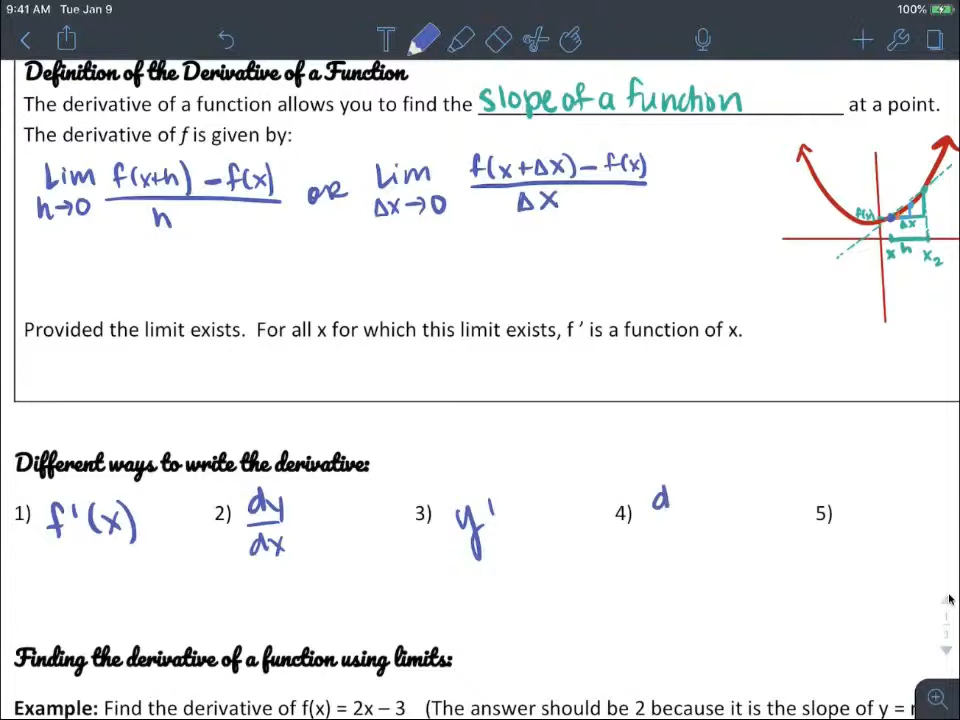 9:41 AM Tue Jan 9 100%
Definition of the Derivative of a Function
The derivative of a function allows you to find the slope of a function at a point.
The derivative of f is given by:
Lim h→0 f(x+h) – f(x) / h or Lim Δx→0 f(x+Δx) – f(x) / Δx
f(x) Δx
x h x₂
Provided the limit exists. For all x for which this limit exists, f ' is a function of x.
Different ways to write the derivative:
1) f'(x) 2) dy/dx 3) y' 4) d 5)
1/3
Finding the derivative of a function using limits:
Example: Find the derivative of f(x) = 2x – 3 (The answer should be 2 because it is the slope of y =